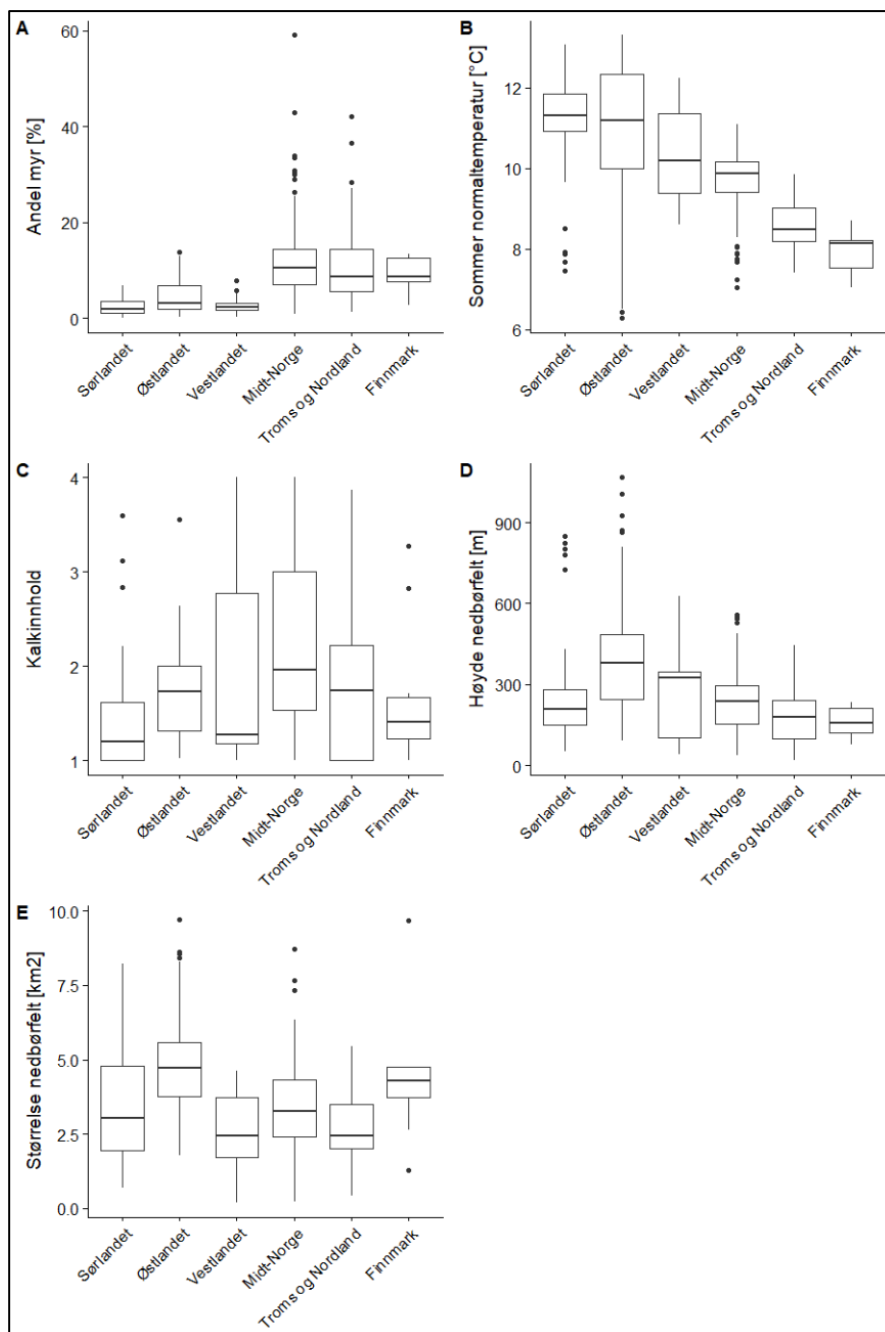 A
Andel myr [%]
60
40
20
0
Sørlandet
Østlandet
Vestlandet
Midt-Norge
Troms og Nordland
Finnmark
B
Sommer normaltemperatur [°C]
12
10
8
6
Sørlandet
Østlandet
Vestlandet
Midt-Norge
Troms og Nordland
Finnmark
C
Kalkinnhold
4
3
2
1
Sørlandet
Østlandet
Vestlandet
Midt-Norge
Troms og Nordland
Finnmark
D
Høyde nedbørfelt [m]
900
600
300
0
Sørlandet
Østlandet
Vestlandet
Midt-Norge
Troms og Nordland
Finnmark
E
Størrelse nedbørfelt [km2]
10.0
7.5
5.0
2.5
0.0
Sørlandet
Østlandet
Vestlandet
Midt-Norge
Troms og Nordland
Finnmark